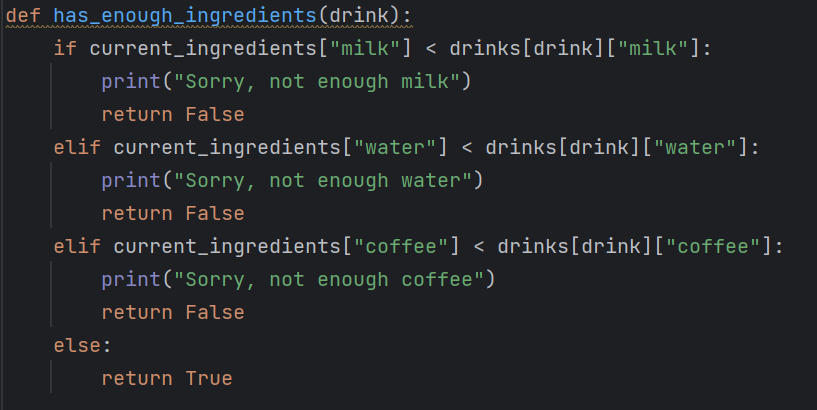 def has_enough_ingredients(drink):
    if current_ingredients["milk"] < drinks[drink]["milk"]:
        print("Sorry, not enough milk")
        return False
    elif current_ingredients["water"] < drinks[drink]["water"]:
        print("Sorry, not enough water")
        return False
    elif current_ingredients["coffee"] < drinks[drink]["coffee"]:
        print("Sorry, not enough coffee")
        return False
    else:
        return True